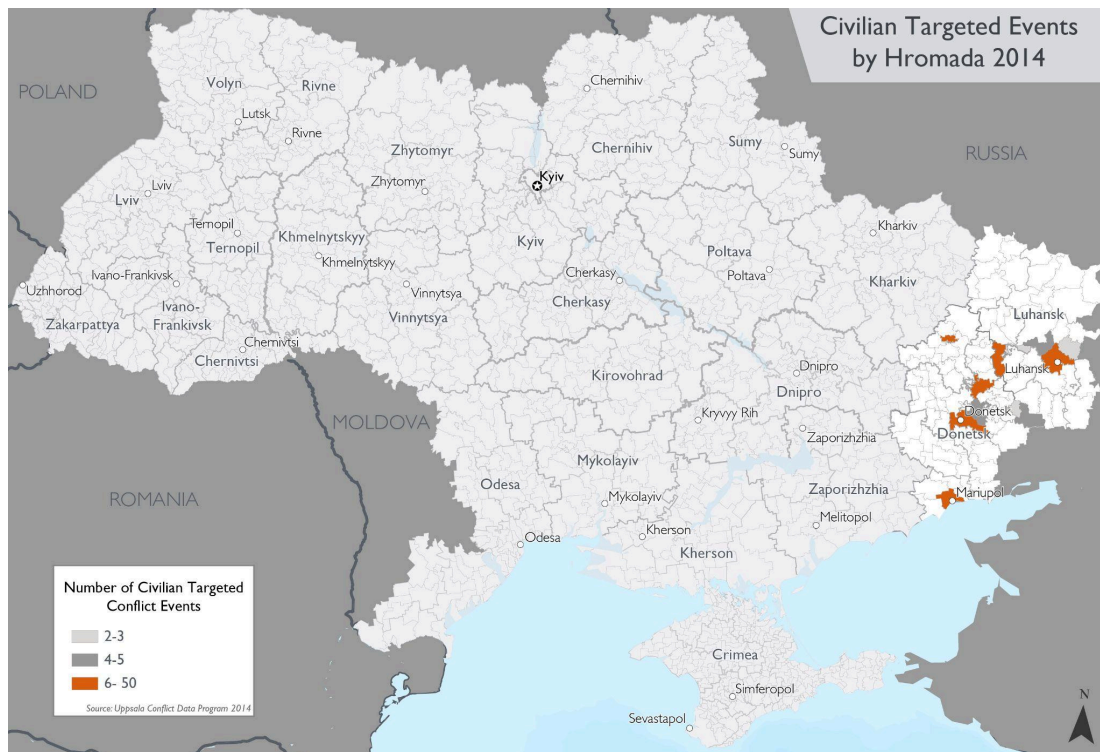 Civilian Targeted Events
by Hromada 2014
POLAND
RUSSIA
MOLDOVA
ROMANIA
Volyn
Rivne
Lutsk
Rivne
Zhytomyr
Zhytomyr
Chernihiv
Chernihiv
Sumy
Sumy
Kyiv
Kyiv
Lviv
Lviv
Ternopil
Ternopil
Khmelnytskyy
Khmelnytskyy
Ivano-Frankivsk
Ivano-
Frankivsk
Uzhhorod
Zakarpattya
Chernivtsi
Chernivtsi
Vinnytsya
Vinnytsya
Cherkasy
Cherkasy
Poltava
Poltava
Kharkiv
Kharkiv
Luhansk
Luhansk
Kirovohrad
Dnipro
Dnipro
Kryvyy Rih
Donetsk
Donetsk
Zaporizhzhia
Zaporizhzhia
Mariupol
Mykolayiv
Mykolayiv
Odesa
Odesa
Kherson
Kherson
Melitopol
Crimea
Simferopol
Sevastapol
Number of Civilian Targeted
Conflict Events
2-3
4-5
6- 50
Source: Uppsala Conflict Data Program 2014
N